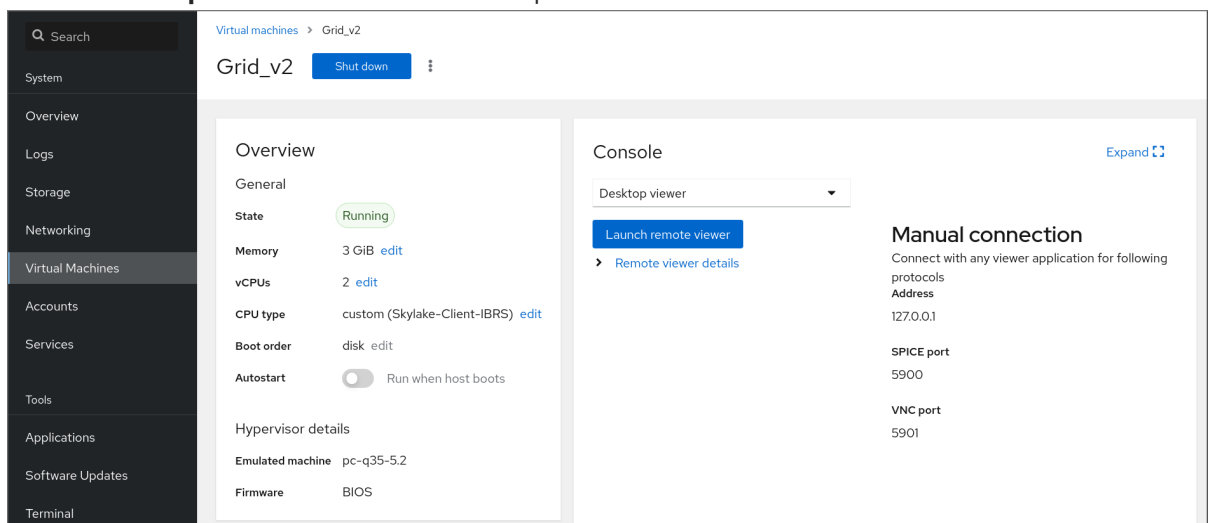 Search
System
Overview
Logs
Storage
Networking
Virtual Machines
Accounts
Services
Tools
Applications
Software Updates
Terminal
Virtual machines > Grid_v2
Grid_v2 Shut down
Overview
General
State Running
Memory 3 GiB edit
vCPUs 2 edit
CPU type custom (Skylake-Client-IBRS) edit
Boot order disk edit
Autostart Run when host boots
Hypervisor details
Emulated machine pc-q35-5.2
Firmware BIOS
Console Expand
Desktop viewer
Launch remote viewer
Remote viewer details
Manual connection
Connect with any viewer application for following
protocols
Address
127.0.0.1
SPICE port
5900
VNC port
5901